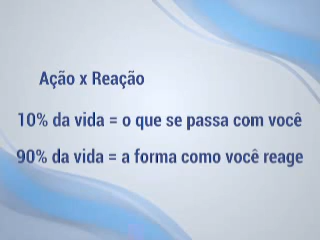 Ação x Reação
10% da vida = o que se passa com você
90% da vida = a forma como você reage